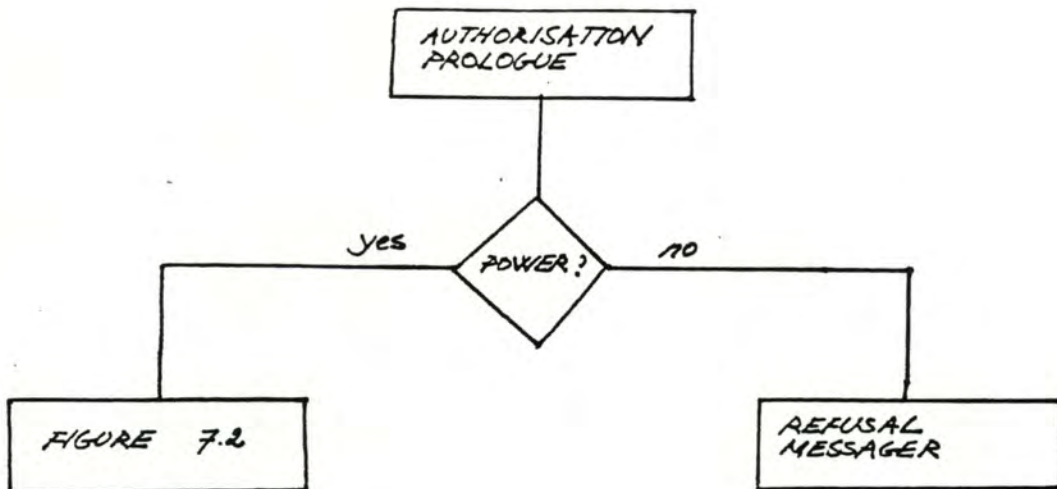 AUTHORISATION
PROLOGUE
yes
POWER?
no
FIGURE 7.2
REFUSAL
MESSAGER